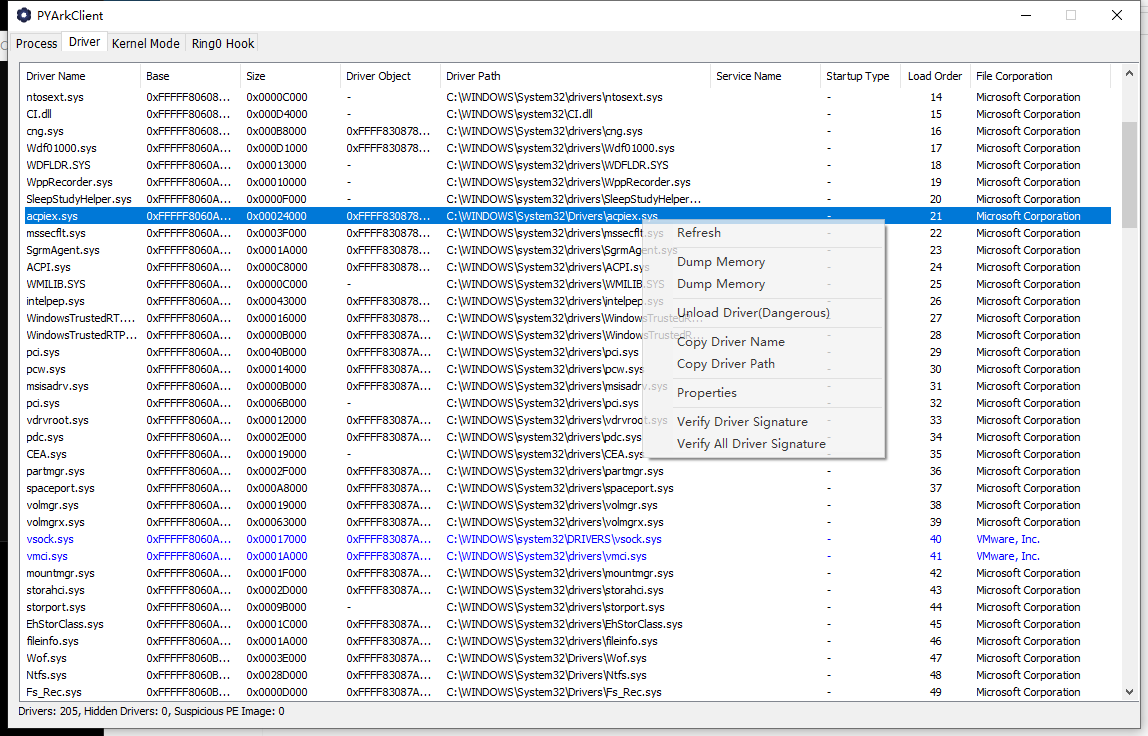 PYArkClient
Process Driver Kernel Mode Ring0 Hook
Driver Name Base Size Driver Object Driver Path Service Name Startup Type Load Order File Corporation
ntosext.sys 0xFFFFF80608... 0x0000C000 - C:\WINDOWS\System32\drivers\ntosext.sys - 14 Microsoft Corporation
CI.dll 0xFFFFF80608... 0x000D4000 - C:\WINDOWS\system32\CI.dll - 15 Microsoft Corporation
cng.sys 0xFFFFF80608... 0x000B8000 0xFFFF830878... C:\WINDOWS\System32\drivers\cng.sys - 16 Microsoft Corporation
Wdf01000.sys 0xFFFFF8060A... 0x000D1000 0xFFFF830878... C:\WINDOWS\system32\drivers\Wdf01000.sys - 17 Microsoft Corporation
WDFLDR.SYS 0xFFFFF8060A... 0x00013000 - C:\WINDOWS\system32\drivers\WDFLDR.SYS - 18 Microsoft Corporation
WppRecorder.sys 0xFFFFF8060A... 0x00010000 - C:\WINDOWS\system32\drivers\WppRecorder.sys - 19 Microsoft Corporation
SleepStudyHelper.sys 0xFFFFF8060A... 0x0000F000 - C:\WINDOWS\system32\drivers\SleepStudyHelper... - 20 Microsoft Corporation
acpiex.sys 0xFFFFF8060A... 0x00024000 0xFFFF830878... C:\WINDOWS\System32\Drivers\acpiex.sys - 21 Microsoft Corporation
mssecflt.sys 0xFFFFF8060A... 0x0003F000 0xFFFF830878... C:\WINDOWS\system32\drivers\mssecflt.sys - 22 Microsoft Corporation
SgrmAgent.sys 0xFFFFF8060A... 0x0001A000 0xFFFF830878... C:\WINDOWS\system32\drivers\SgrmAgent.sys - 23 Microsoft Corporation
ACPI.sys 0xFFFFF8060A... 0x000C8000 0xFFFF830878... C:\WINDOWS\System32\drivers\ACPI.sys - 24 Microsoft Corporation
WMILIB.SYS 0xFFFFF8060A... 0x0000C000 - C:\WINDOWS\System32\drivers\WMILIB.SYS - 25 Microsoft Corporation
intelpep.sys 0xFFFFF8060A... 0x00043000 0xFFFF830878... C:\WINDOWS\System32\drivers\intelpep.sys - 26 Microsoft Corporation
WindowsTrustedRT.... 0xFFFFF8060A... 0x00017000 0xFFFF830878... C:\WINDOWS\system32\drivers\WindowsTrustedR... - 27 Microsoft Corporation
WindowsTrustedRTP... 0xFFFFF8060A... 0x0000B000 0xFFFF83087A... C:\WINDOWS\System32\drivers\WindowsTrustedR... - 28 Microsoft Corporation
pci.sys 0xFFFFF8060A... 0x0040B000 0xFFFF83087A... C:\WINDOWS\System32\drivers\pci.sys - 29 Microsoft Corporation
pcw.sys 0xFFFFF8060A... 0x00014000 0xFFFF83087A... C:\WINDOWS\System32\drivers\pcw.sys - 30 Microsoft Corporation
msisadrv.sys 0xFFFFF8060A... 0x0000B000 0xFFFF83087A... C:\WINDOWS\System32\drivers\msisadrv.sys - 31 Microsoft Corporation
pci.sys 0xFFFFF8060A... 0x0006B000 - C:\WINDOWS\System32\drivers\pci.sys - 32 Microsoft Corporation
vdrvroot.sys 0xFFFFF8060A... 0x00012000 0xFFFF83087A... C:\WINDOWS\System32\drivers\vdrvroot.sys - 33 Microsoft Corporation
pdc.sys 0xFFFFF8060A... 0x0002E000 0xFFFF83087A... C:\WINDOWS\system32\drivers\pdc.sys - 34 Microsoft Corporation
CEA.sys 0xFFFFF8060A... 0x00019000 - C:\WINDOWS\system32\drivers\CEA.sys - 35 Microsoft Corporation
partmgr.sys 0xFFFFF8060A... 0x0002F000 0xFFFF83087A... C:\WINDOWS\System32\drivers\partmgr.sys - 36 Microsoft Corporation
spaceport.sys 0xFFFFF8060A... 0x000A8000 0xFFFF83087A... C:\WINDOWS\System32\drivers\spaceport.sys - 37 Microsoft Corporation
volmgr.sys 0xFFFFF8060A... 0x00019000 0xFFFF83087A... C:\WINDOWS\System32\drivers\volmgr.sys - 38 Microsoft Corporation
volmgrx.sys 0xFFFFF8060A... 0x00063000 0xFFFF83087A... C:\WINDOWS\System32\drivers\volmgrx.sys - 39 Microsoft Corporation
vsock.sys 0xFFFFF8060A... 0x00017000 0xFFFF83087A... C:\WINDOWS\system32\DRIVERS\vsock.sys - 40 VMware, Inc.
vmci.sys 0xFFFFF8060A... 0x0001A000 0xFFFF83087A... C:\WINDOWS\System32\drivers\vmci.sys - 41 VMware, Inc.
mountmgr.sys 0xFFFFF8060A... 0x0001F000 0xFFFF83087A... C:\WINDOWS\System32\drivers\mountmgr.sys - 42 Microsoft Corporation
storahci.sys 0xFFFFF8060A... 0x0002D000 0xFFFF83087A... C:\WINDOWS\System32\drivers\storahci.sys - 43 Microsoft Corporation
storport.sys 0xFFFFF8060A... 0x0009B000 - C:\WINDOWS\System32\drivers\storport.sys - 44 Microsoft Corporation
EhStorClass.sys 0xFFFFF8060A... 0x0001C000 0xFFFF83087A... C:\WINDOWS\System32\drivers\EhStorClass.sys - 45 Microsoft Corporation
fileinfo.sys 0xFFFFF8060A... 0x0001A000 0xFFFF83087A... C:\WINDOWS\System32\drivers\fileinfo.sys - 46 Microsoft Corporation
Wof.sys 0xFFFFF8060B... 0x0003E000 0xFFFF83087A... C:\WINDOWS\System32\Drivers\Wof.sys - 47 Microsoft Corporation
Ntfs.sys 0xFFFFF8060B... 0x0028D000 0xFFFF83087A... C:\WINDOWS\System32\Drivers\Ntfs.sys - 48 Microsoft Corporation
Fs_Rec.sys 0xFFFFF8060B... 0x0000D000 0xFFFF83087A... C:\WINDOWS\System32\Drivers\Fs_Rec.sys - 49 Microsoft Corporation
Refresh
Dump Memory
Dump Memory
Unload Driver(Dangerous)
Copy Driver Name
Copy Driver Path
Properties
Verify Driver Signature
Verify All Driver Signature
Drivers: 205, Hidden Drivers: 0, Suspicious PE Image: 0